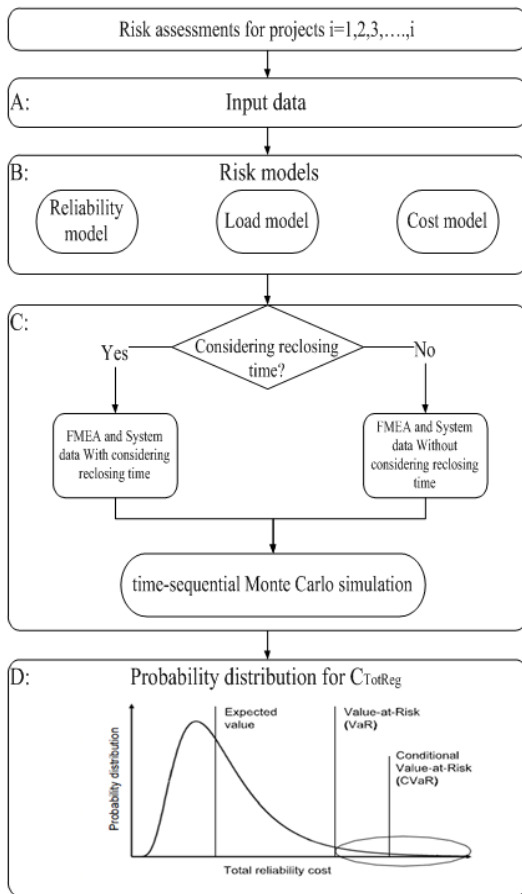 Risk assessments for projects i=1,2,3,….,i
A:
Input data
B:
Risk models
Reliability
model
Load model
Cost model
C:
Considering reclosing
time?
Yes
No
FMEA and System
data With considering
reclosing time
FMEA and System
data Without
considering reclosing
time
time-sequential Monte Carlo simulation
D:
Probability distribution for CTotReg
Probability distribution
Expected
value
Value-at-Risk
(VaR)
Conditional
Value-at-Risk
(CVaR)
Total reliability cost